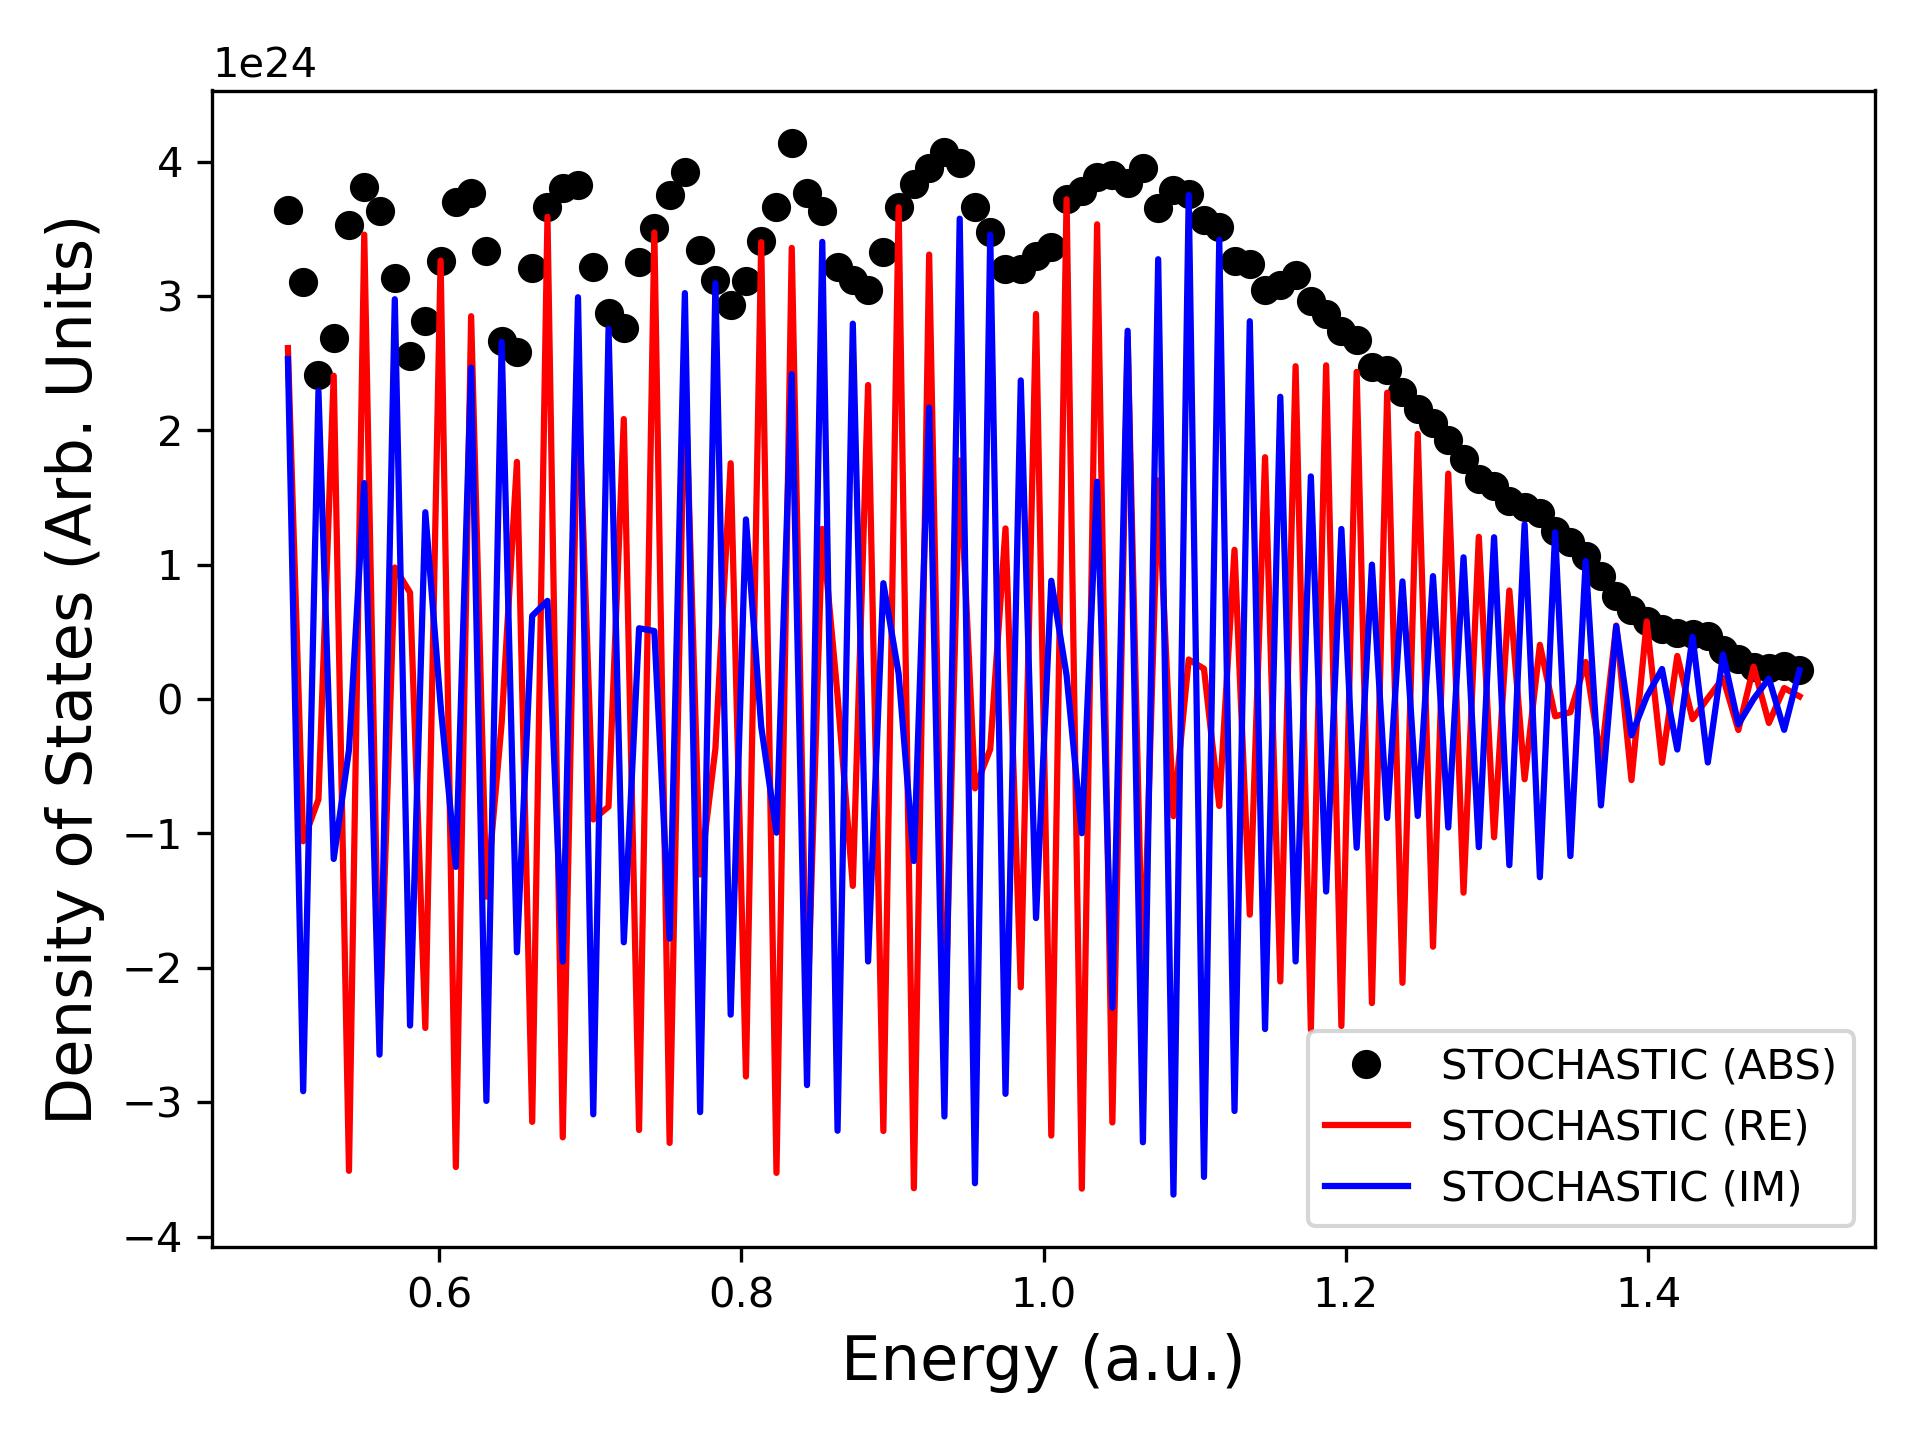 1e24
4
3
2
1
0
−1
−2
−3
−4
Density of States (Arb. Units)
STOCHASTIC (ABS)
STOCHASTIC (RE)
STOCHASTIC (IM)
0.6 0.8 1.0 1.2 1.4
Energy (a.u.)